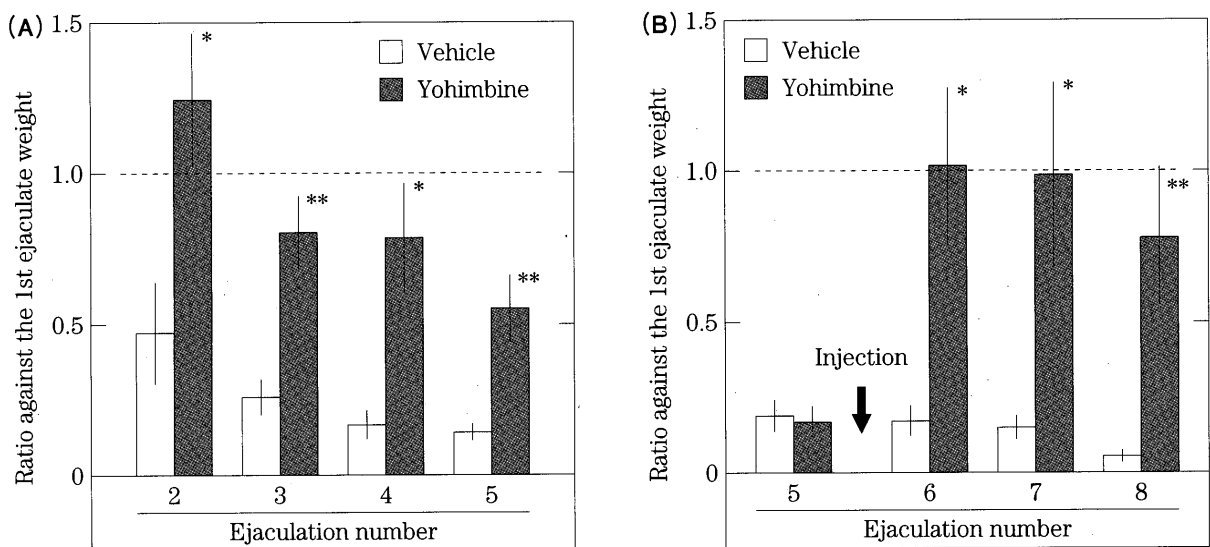 (A)
Ratio against the 1st ejaculate weight
1.5
1.0
0.5
0
Vehicle
Yohimbine
*
**
*
**
2 3 4 5
Ejaculation number
(B)
Ratio against the 1st ejaculate weight
1.5
1.0
0.5
0
Vehicle
Yohimbine
Injection
*
*
**
5 6 7 8
Ejaculation number